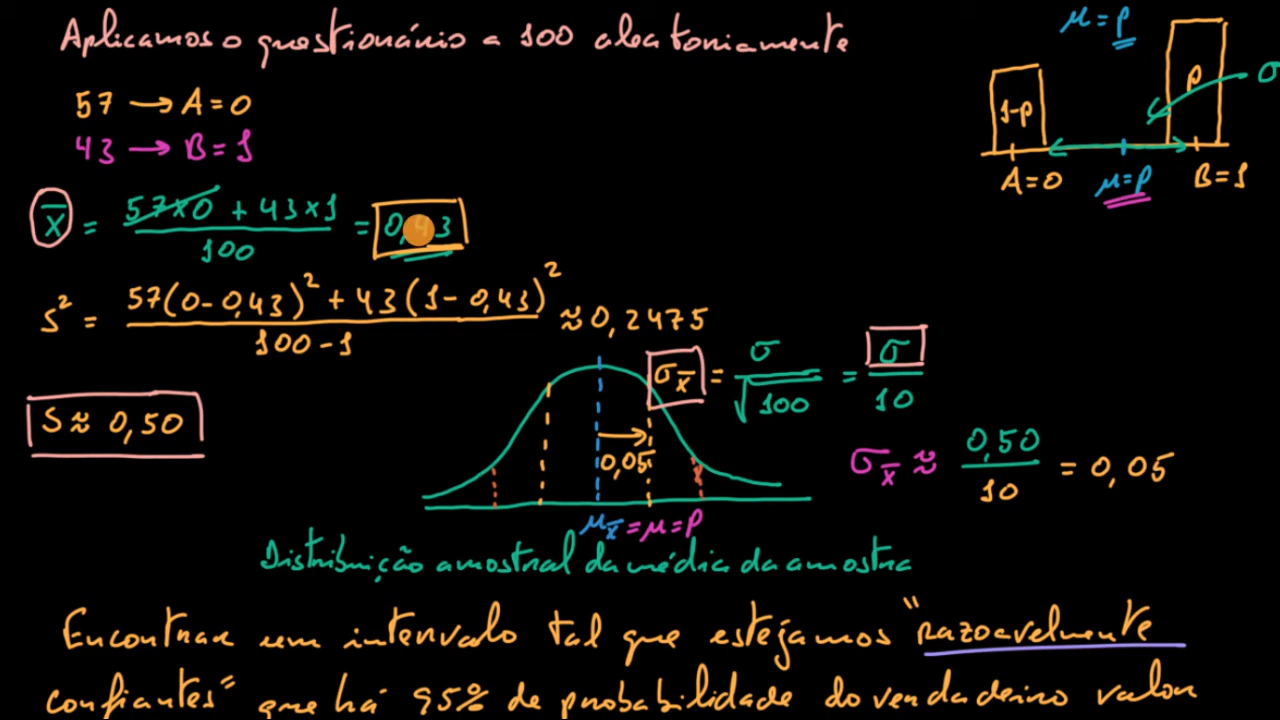 Aplicamos o questionário a 100 aleatoriamente
57 → A = 0
43 → B = 1
x̄ = (57×0 + 43×1) / 100 = 0,43
s² = (57(0 - 0,43)² + 43(1 - 0,43)²) / (100 - 1) ≈ 0,2475
S ≈ 0,50
μ = p
1-p
p
σ
A = 0
μ = p
B = 1
σx̄ = σ / √100 = σ / 10
σx̄ ≈ 0,50 / 10 = 0,05
0,05
μx̄ = μ = p
Distribuição amostral da média da amostra
Encontrar um intervalo tal que estejamos "razoavelmente
confiantes" que há 95% de probabilidade do verdadeiro valor